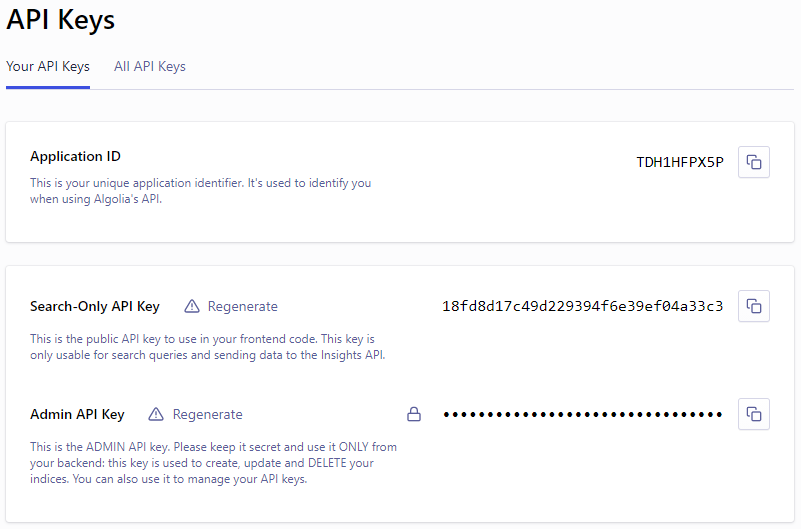 API Keys
Your API Keys
All API Keys
Application ID
TDH1HFPX5P
This is your unique application identifier. It's used to identify you
when using Algolia's API.
Search-Only API Key
Regenerate
18fd8d17c49d229394f6e39ef04a33c3
This is the public API key to use in your frontend code. This key is
only usable for search queries and sending data to the Insights API.
Admin API Key
Regenerate
••••••••••••••••••••••••••••••••
This is the ADMIN API key. Please keep it secret and use it ONLY from
your backend: this key is used to create, update and DELETE your
indices. You can also use it to manage your API keys.